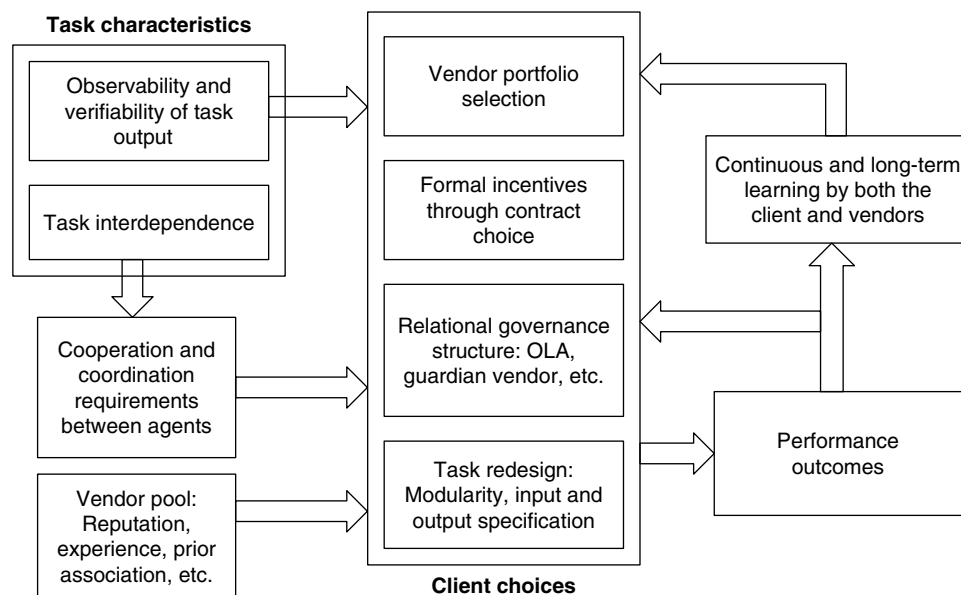 Task characteristics
Observability and
verifiability of task
output
Task interdependence
Cooperation and
coordination
requirements
between agents
Vendor pool:
Reputation,
experience, prior
association, etc.
Vendor portfolio
selection
Formal incentives
through contract
choice
Relational governance
structure: OLA,
guardian vendor, etc.
Task redesign:
Modularity, input and
output specification
Client choices
Continuous and long-term
learning by both the
client and vendors
Performance
outcomes